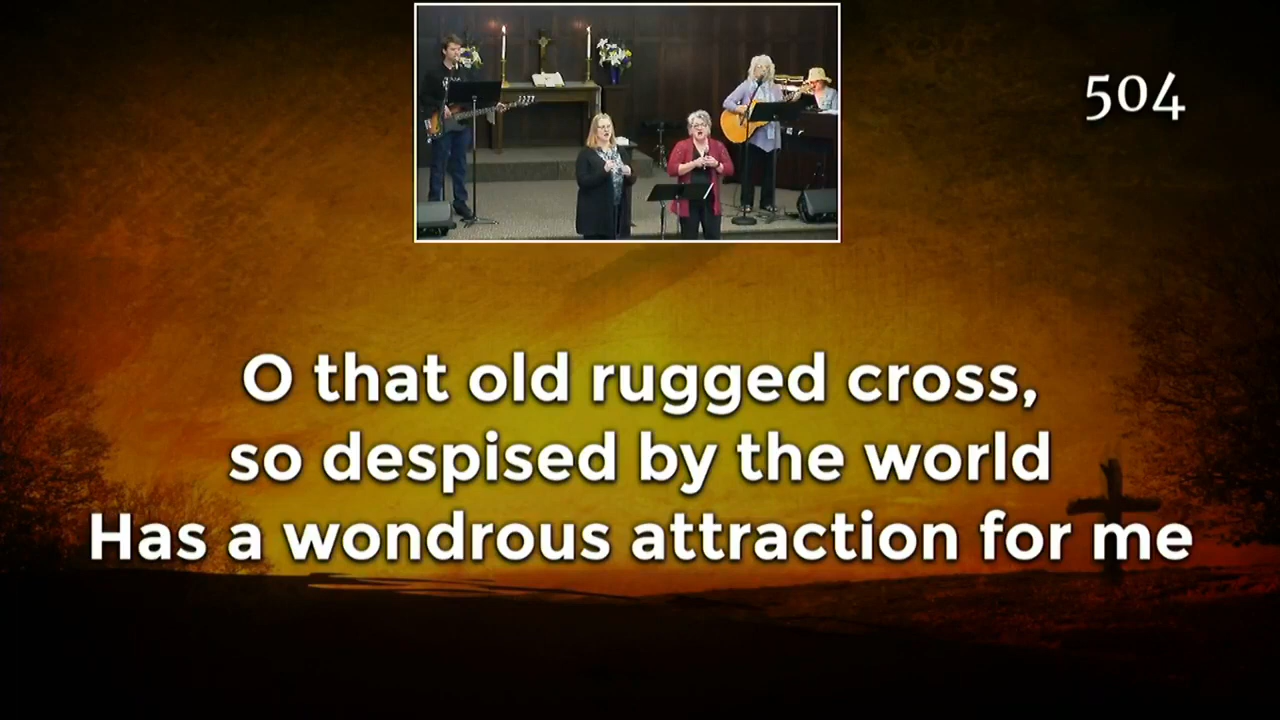 504
O that old rugged cross,
so despised by the world
Has a wondrous attraction for me